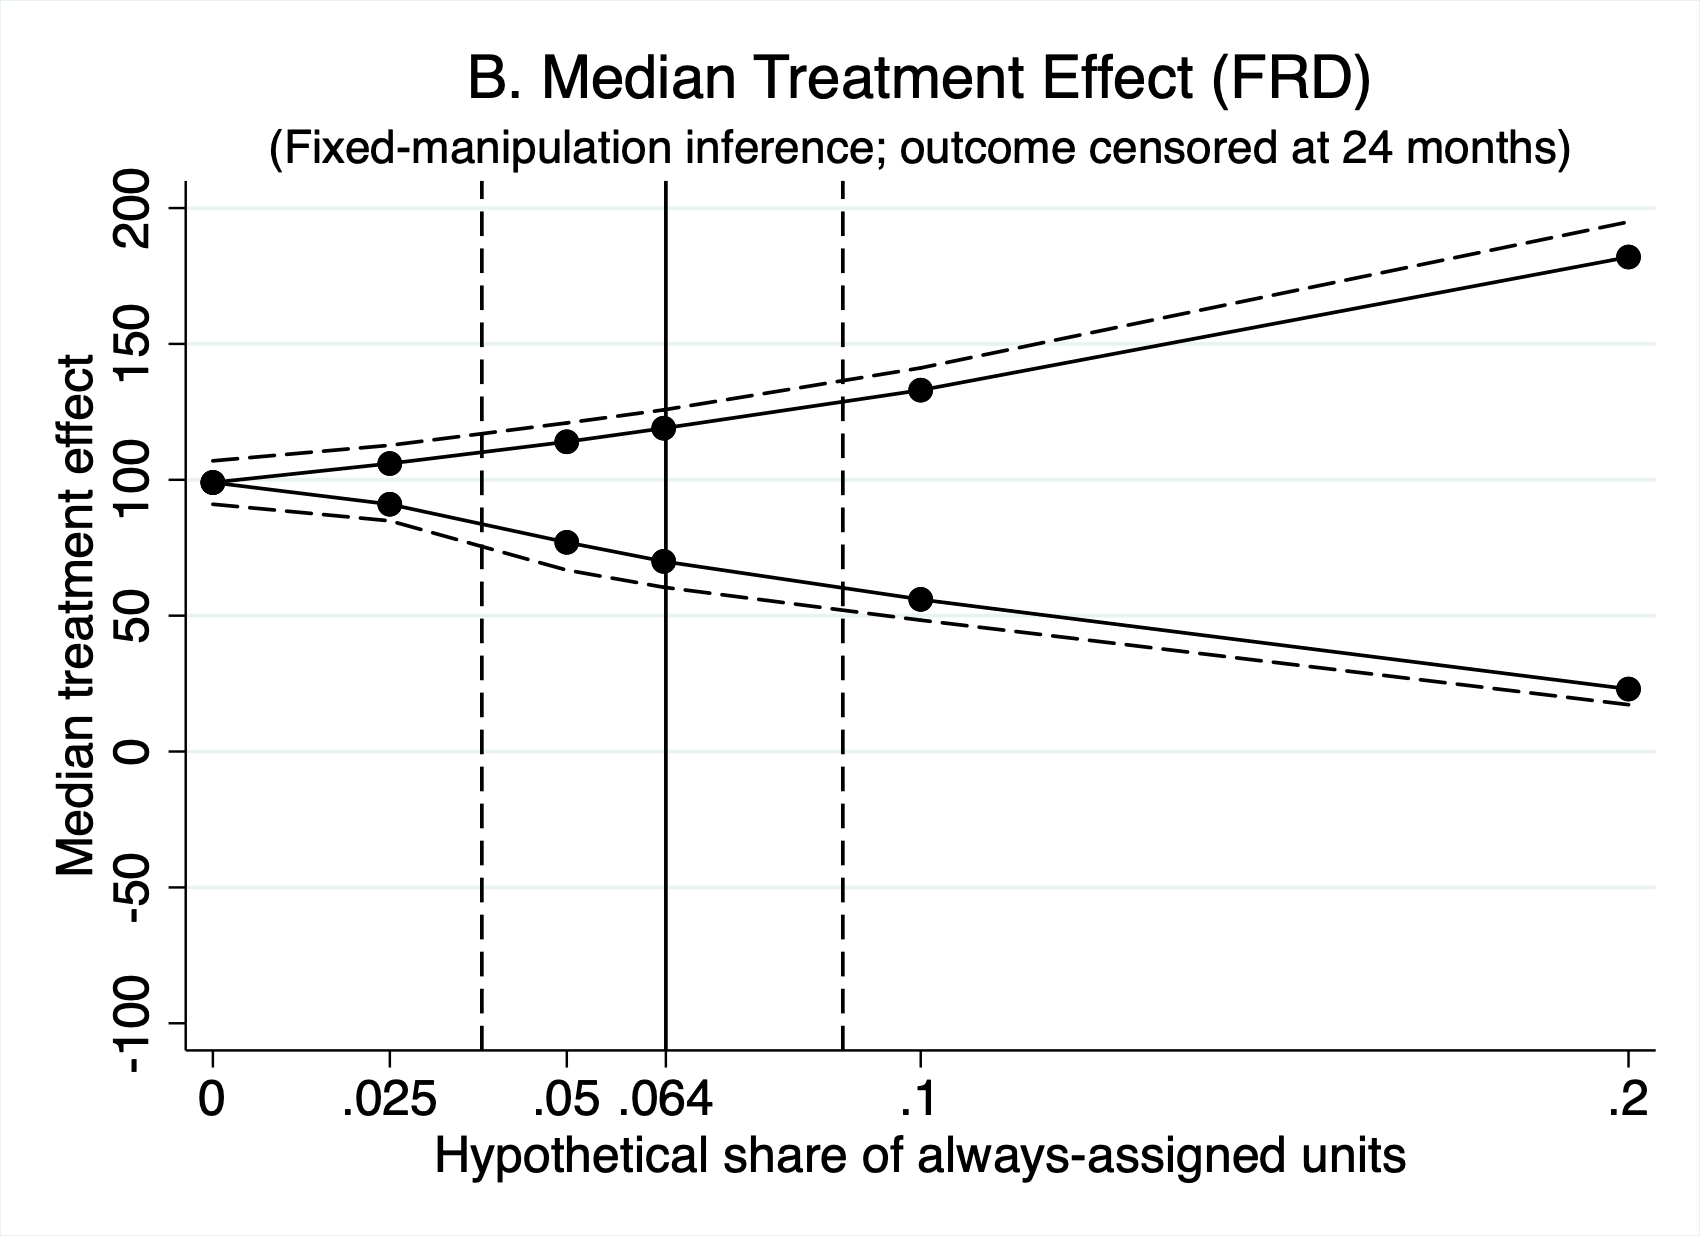 B. Median Treatment Effect (FRD)
(Fixed-manipulation inference; outcome censored at 24 months)
Median treatment effect
200
150
100
50
0
-50
-100
0 .025 .05 .064 .1 .2
Hypothetical share of always-assigned units